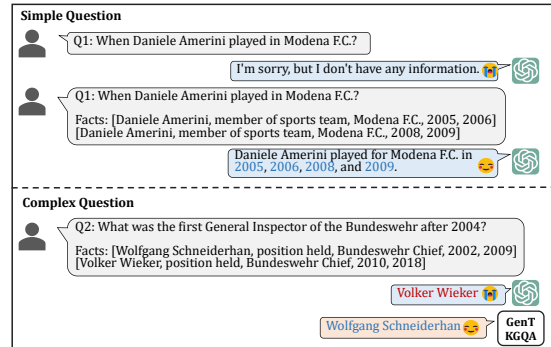 Simple Question
Q1: When Daniele Amerini played in Modena F.C.?
I'm sorry, but I don't have any information.
Q1: When Daniele Amerini played in Modena F.C.?
Facts: [Daniele Amerini, member of sports team, Modena F.C., 2005, 2006]
[Daniele Amerini, member of sports team, Modena F.C., 2008, 2009]
Daniele Amerini played for Modena F.C. in
2005, 2006, 2008, and 2009.
Complex Question
Q2: What was the first General Inspector of the Bundeswehr after 2004?
Facts: [Wolfgang Schneiderhan, position held, Bundeswehr Chief, 2002, 2009]
[Volker Wieker, position held, Bundeswehr Chief, 2010, 2018]
Volker Wieker
Wolfgang Schneiderhan
GenT
KGQA